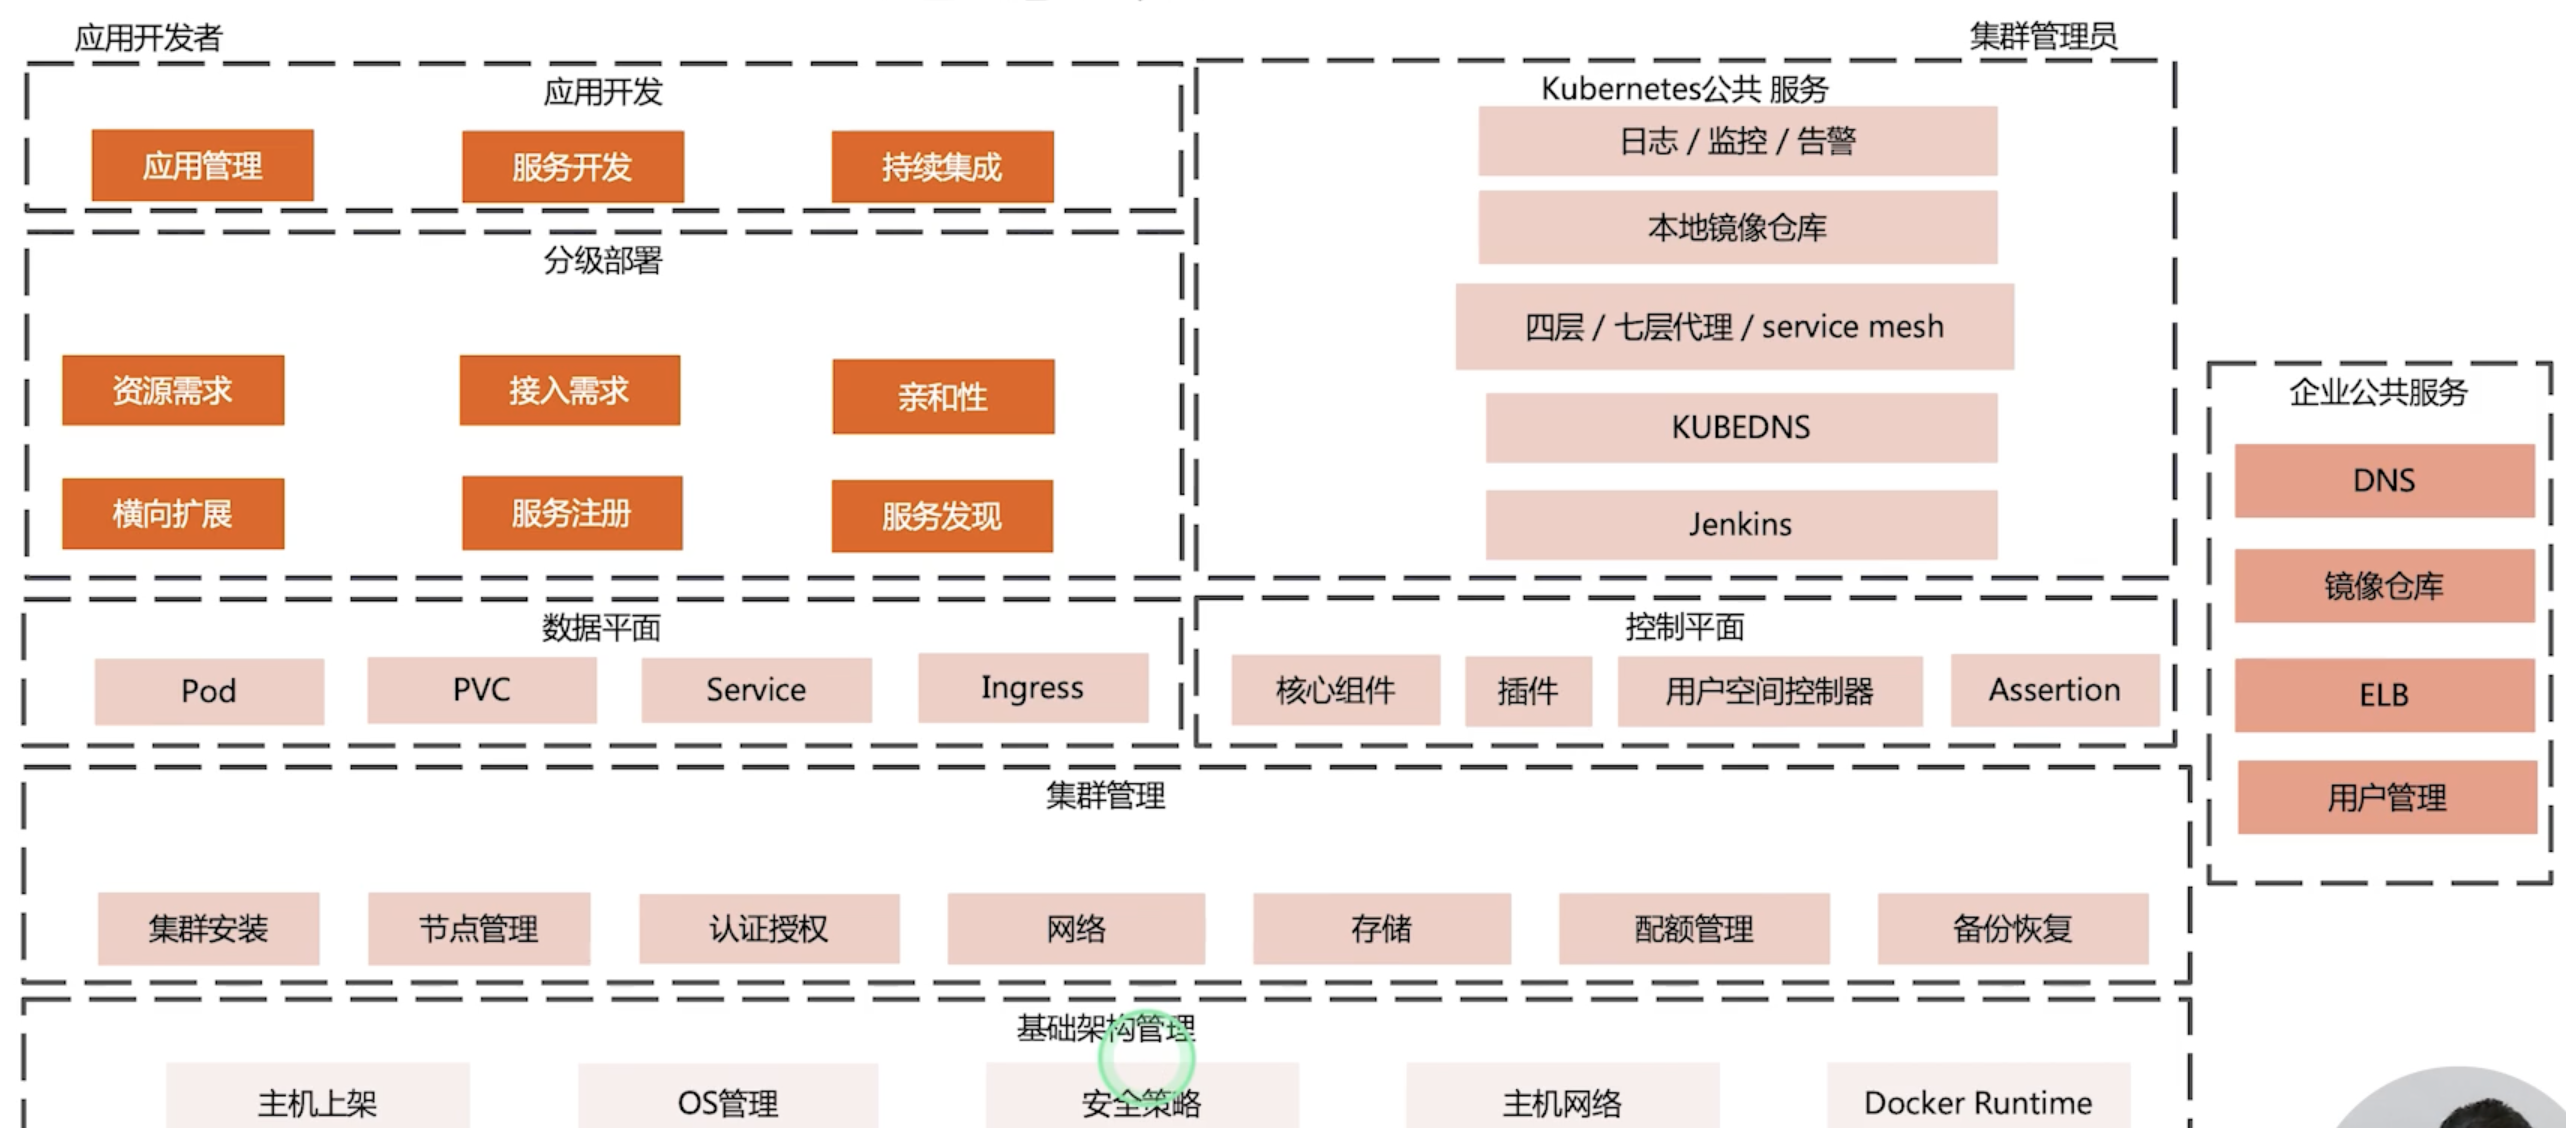 应用开发者
集群管理员
应用开发
应用管理
服务开发
持续集成
分级部署
资源需求
接入需求
亲和性
横向扩展
服务注册
服务发现
Kubernetes公共 服务
日志 / 监控 / 告警
本地镜像仓库
四层 / 七层代理 / service mesh
KUBEDNS
Jenkins
数据平面
Pod
PVC
Service
Ingress
控制平面
核心组件
插件
用户空间控制器
Assertion
企业公共服务
DNS
镜像仓库
ELB
用户管理
集群管理
集群安装
节点管理
认证授权
网络
存储
配额管理
备份恢复
基础架构管理
主机上架
OS管理
安全策略
主机网络
Docker Runtime